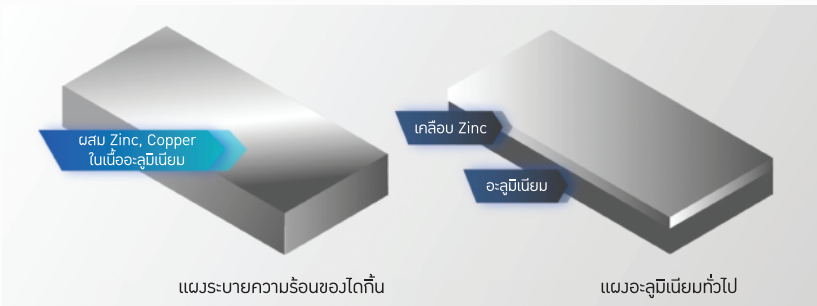 ผสม Zinc, Copper
ในเนื้ออะลูมิเนียม
เคลือบ Zinc
อะลูมิเนียม
แผงระบายความร้อนของไดกิ้น
แผงอะลูมิเนียมทั่วไป